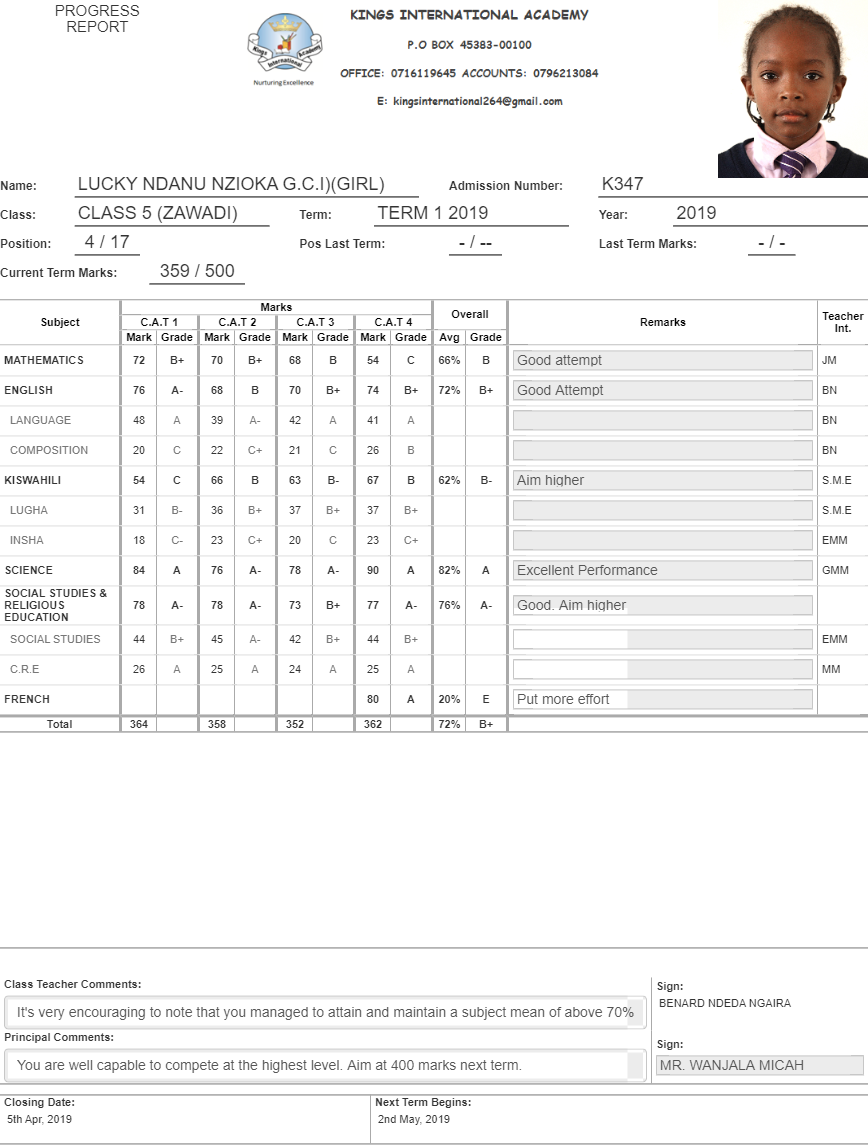 PROGRESS
REPORT
KINGS INTERNATIONAL ACADEMY
P.O BOX 45383-00100
OFFICE: 0716119645 ACCOUNTS: 0796213084
E: kingsinternational264@gmail.com
Kings International Academy
Nurturing Excellence
Name: LUCKY NDANU NZIOKA G.C.I)(GIRL) Admission Number: K347
Class: CLASS 5 (ZAWADI) Term: TERM 1 2019 Year: 2019
Position: 4 / 17 Pos Last Term: - / -- Last Term Marks: - / -
Current Term Marks: 359 / 500
Subject Marks Overall Remarks Teacher Int.
C.A.T 1 C.A.T 2 C.A.T 3 C.A.T 4
Mark Grade Mark Grade Mark Grade Mark Grade Avg Grade
MATHEMATICS 72 B+ 70 B+ 68 B 54 C 66% B Good attempt JM
ENGLISH 76 A- 68 B 70 B+ 74 B+ 72% B+ Good Attempt BN
LANGUAGE 48 A 39 A- 42 A 41 A BN
COMPOSITION 20 C 22 C+ 21 C 26 B BN
KISWAHILI 54 C 66 B 63 B- 67 B 62% B- Aim higher S.M.E
LUGHA 31 B- 36 B+ 37 B+ 37 B+ S.M.E
INSHA 18 C- 23 C+ 20 C 23 C+ EMM
SCIENCE 84 A 76 A- 78 A- 90 A 82% A Excellent Performance GMM
SOCIAL STUDIES &
RELIGIOUS 78 A- 78 A- 73 B+ 77 A- 76% A- Good. Aim higher
EDUCATION
SOCIAL STUDIES 44 B+ 45 A- 42 B+ 44 B+ EMM
C.R.E 26 A 25 A 24 A 25 A MM
FRENCH 80 A 20% E Put more effort
Total 364 358 352 362 72% B+
Class Teacher Comments: Sign:
It's very encouraging to note that you managed to attain and maintain a subject mean of above 70% BENARD NDEDA NGAIRA
Principal Comments: Sign:
You are well capable to compete at the highest level. Aim at 400 marks next term. MR. WANJALA MICAH
Closing Date: Next Term Begins:
5th Apr, 2019 2nd May, 2019